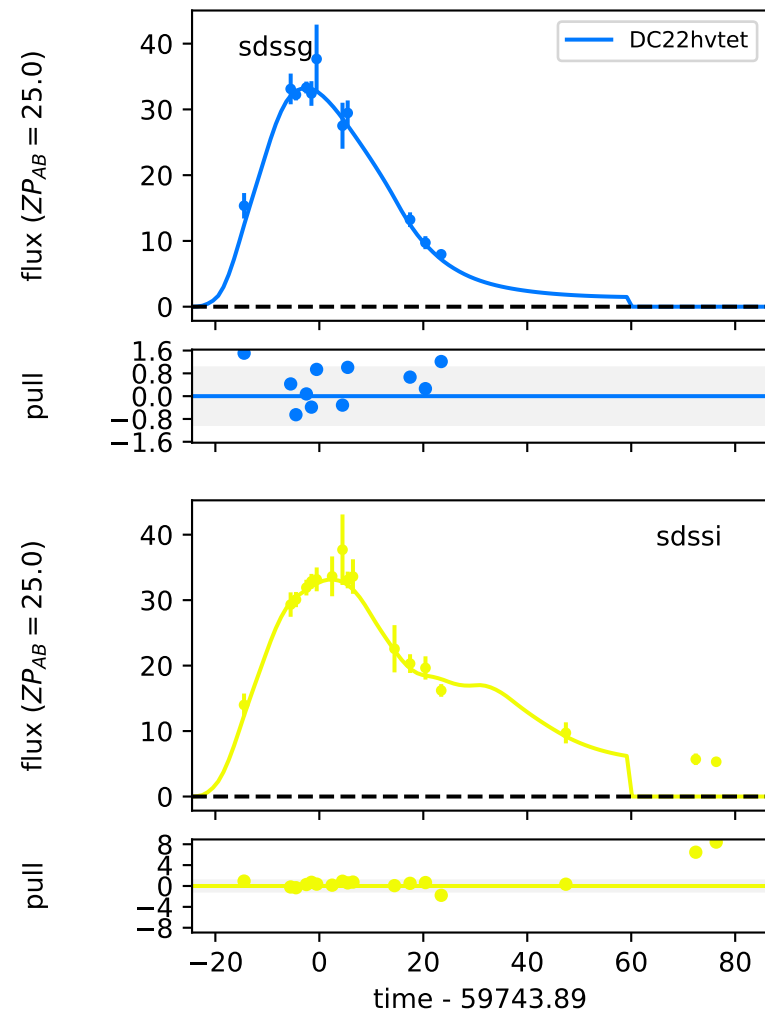 sdssg
DC22hvtet
flux (ZP_AB = 25.0)
40
30
20
10
0
pull
1.6
0.8
0.0
−0.8
−1.6
sdssi
flux (ZP_AB = 25.0)
40
30
20
10
0
pull
8
4
0
−4
−8
−20 0 20 40 60 80
time - 59743.89